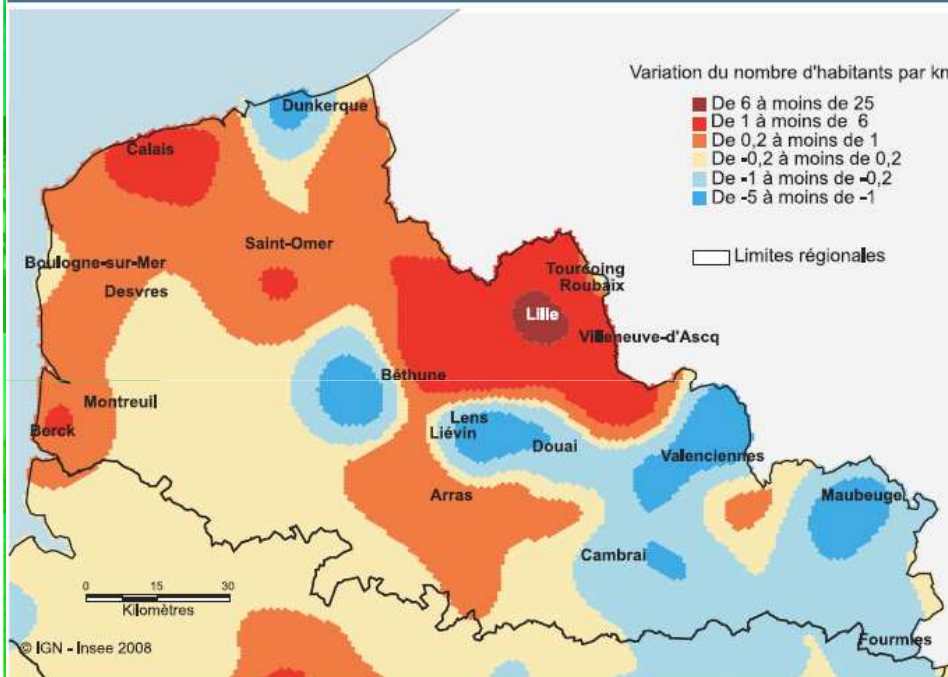 Variation du nombre d'habitants par km
De 6 à moins de 25
De 1 à moins de 6
De 0,2 à moins de 1
De -0,2 à moins de 0,2
De -1 à moins de -0,2
De -5 à moins de -1
Limites régionales
Dunkerque
Calais
Saint-Omer
Boulogne-sur-Mer
Desvres
Tourcoing
Roubaix
Lille
Villeneuve-d'Ascq
Béthune
Montreuil
Berck
Lens
Liévin
Douai
Valenciennes
Arras
Maubeuge
Cambrai
Fourmies
0 15 30
Kilomètres
© IGN - Insee 2008